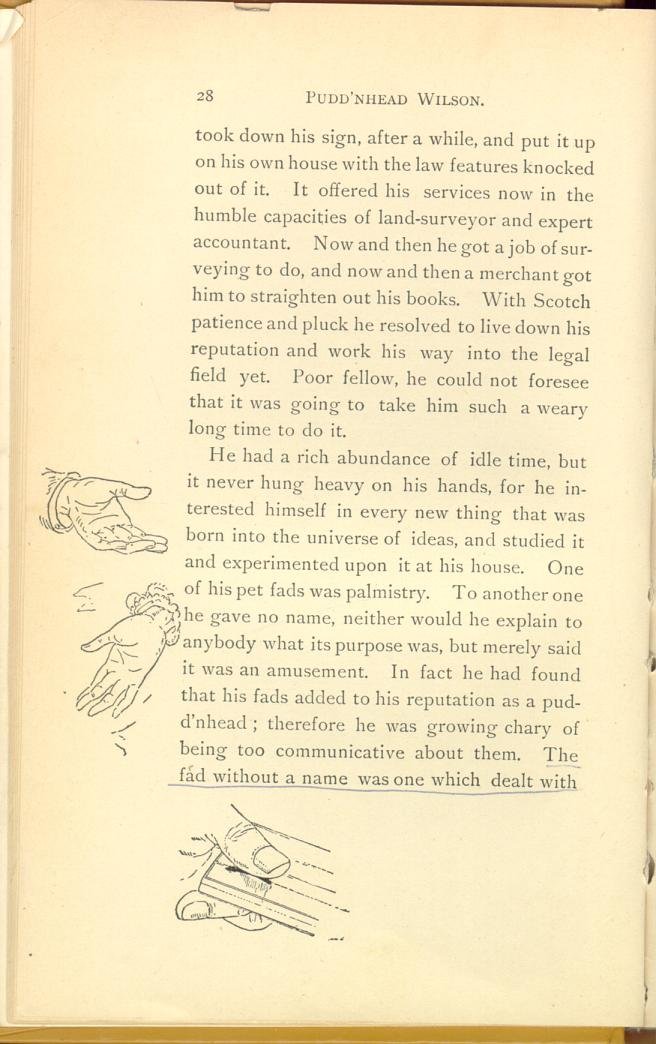 28 PUDD'NHEAD WILSON.
took down his sign, after a while, and put it up
on his own house with the law features knocked
out of it. It offered his services now in the
humble capacities of land-surveyor and expert
accountant. Now and then he got a job of sur-
veying to do, and now and then a merchant got
him to straighten out his books. With Scotch
patience and pluck he resolved to live down his
reputation and work his way into the legal
field yet. Poor fellow, he could not foresee
that it was going to take him such a weary
long time to do it.
He had a rich abundance of idle time, but
it never hung heavy on his hands, for he in-
terested himself in every new thing that was
born into the universe of ideas, and studied it
and experimented upon it at his house. One
of his pet fads was palmistry. To another one
he gave no name, neither would he explain to
anybody what its purpose was, but merely said
it was an amusement. In fact he had found
that his fads added to his reputation as a pud-
d'nhead; therefore he was growing chary of
being too communicative about them. The
fad without a name was one which dealt with